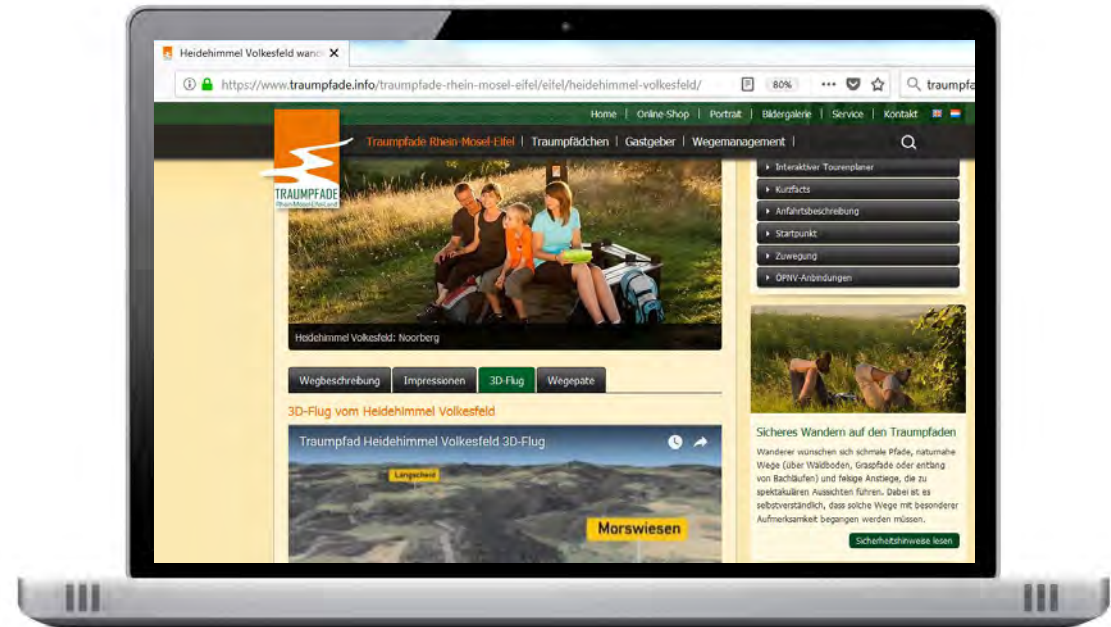 Heidehimmel Volkesfeld wand
https://www.traumpfade.info/traumpfade-rhein-mosel-eifel/eifel/heidehimmel-volkesfeld/
80%
traumpfa
Home | Online-Shop | Portrait | Bildergalerie | Service | Kontakt
Traumpfade Rhein-Mosel-Eifel | Traumpfädchen | Gastgeber | Wegemanagement |
TRAUMPFADE
Rhein-Mosel-Eifel-Land
Heidehimmel Volkesfeld: Noorberg
Wegbeschreibung
Impressionen
3D-Flug
Wegepate
3D-Flug vom Heidehimmel Volkesfeld
Traumpfad Heidehimmel Volkesfeld 3D-Flug
Langscheid
Morswiesen
Interaktiver Tourenplaner
Kurzfacts
Anfahrtsbeschreibung
Startpunkt
Zuwegung
ÖPNV-Anbindungen
Sicheres Wandern auf den Traumpfaden
Wanderer wünschen sich schmale Pfade, naturnahe
Wege (über Waldboden, Graspfade oder entlang
von Bachläufen) und felsige Anstiege, die zu
spektakulären Aussichten führen. Dabei ist es
selbstverständlich, dass solche Wege mit besonderer
Aufmerksamkeit begangen werden müssen.
Sicherheitshinweise lesen